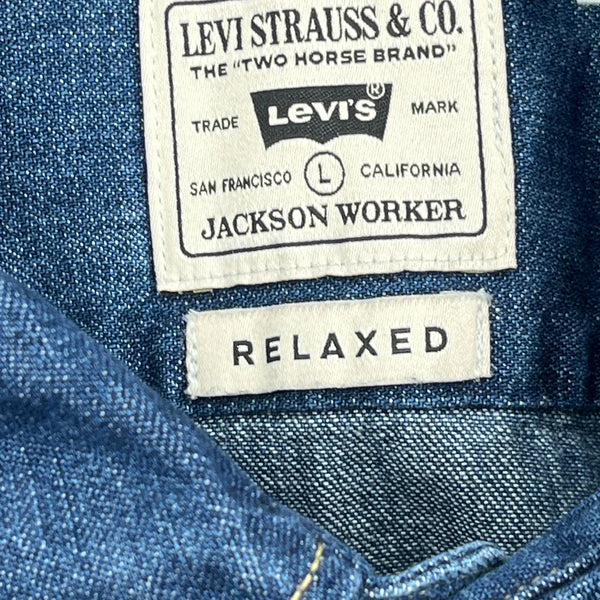 LEVI STRAUSS & CO.
THE "TWO HORSE BRAND"
TRADE LEVI'S® MARK
SAN FRANCISCO L CALIFORNIA
JACKSON WORKER
RELAXED